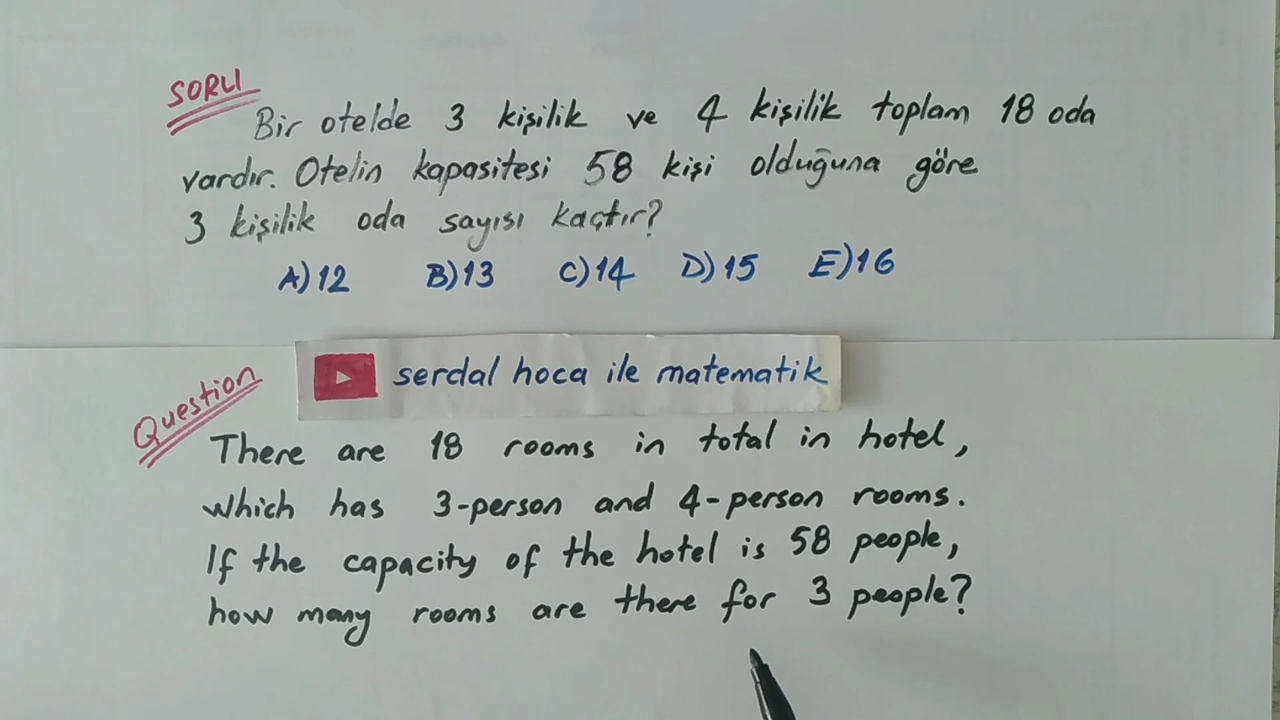 SORU
Bir otelde 3 kişilik ve 4 kişilik toplam 18 oda
vardır. Otelin kapasitesi 58 kişi olduğuna göre
3 kişilik oda sayısı kaçtır?
A) 12 B) 13 C) 14 D) 15 E) 16
serdal hoca ile matematik
Question
There are 18 rooms in total in hotel,
which has 3-person and 4-person rooms.
If the capacity of the hotel is 58 people,
how many rooms are there for 3 people?